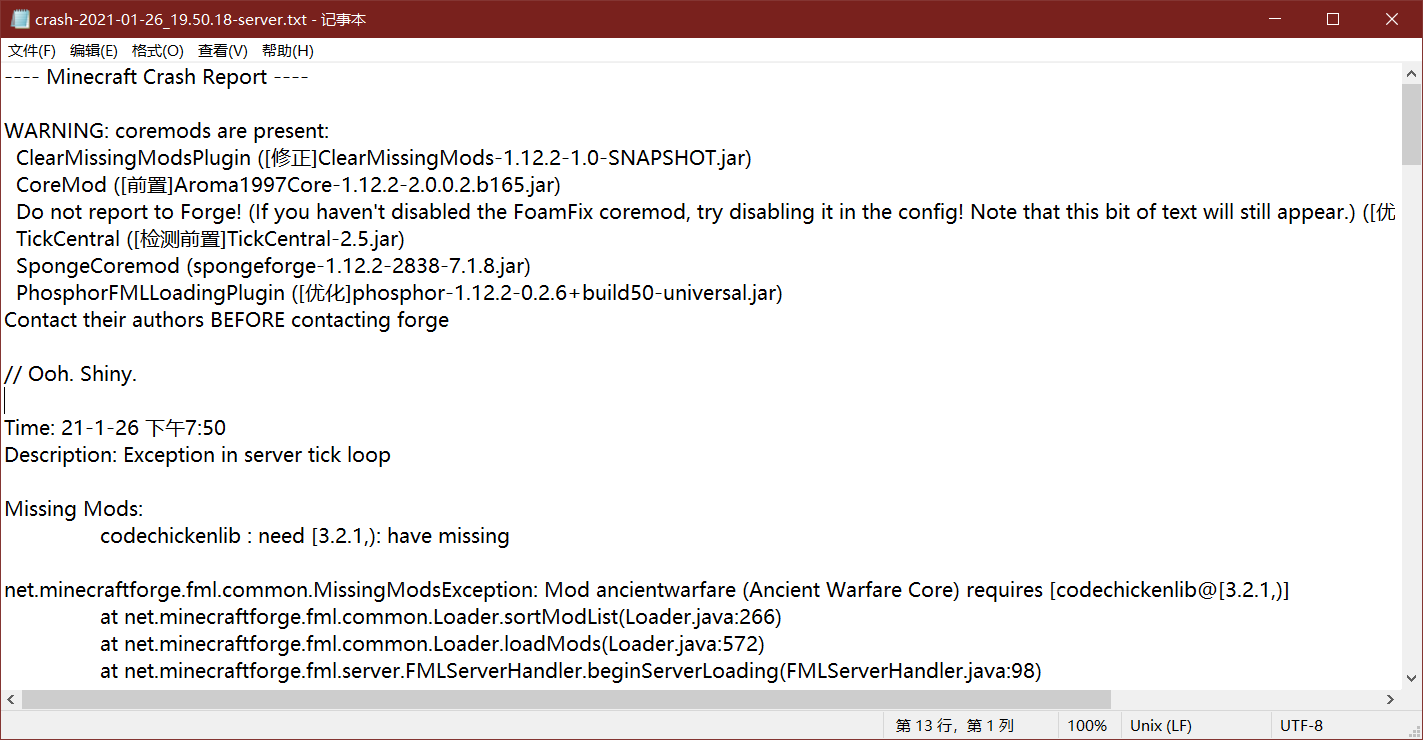 crash-2021-01-26_19.50.18-server.txt - 记事本
文件(F) 编辑(E) 格式(O) 查看(V) 帮助(H)
---- Minecraft Crash Report ----
WARNING: coremods are present:
ClearMissingModsPlugin ([修正]ClearMissingMods-1.12.2-1.0-SNAPSHOT.jar)
CoreMod ([前置]Aroma1997Core-1.12.2-2.0.0.2.b165.jar)
Do not report to Forge! (If you haven't disabled the FoamFix coremod, try disabling it in the config! Note that this bit of text will still appear.) ([优
TickCentral ([检测前置]TickCentral-2.5.jar)
SpongeCoremod (spongeforge-1.12.2-2838-7.1.8.jar)
PhosphorFMLLoadingPlugin ([优化]phosphor-1.12.2-0.2.6+build50-universal.jar)
Contact their authors BEFORE contacting forge
// Ooh. Shiny.
Time: 21-1-26 下午7:50
Description: Exception in server tick loop
Missing Mods:
codechickenlib : need [3.2.1,): have missing
net.minecraftforge.fml.common.MissingModsException: Mod ancientwarfare (Ancient Warfare Core) requires [codechickenlib@[3.2.1,)]
at net.minecraftforge.fml.common.Loader.sortModList(Loader.java:266)
at net.minecraftforge.fml.common.Loader.loadMods(Loader.java:572)
at net.minecraftforge.fml.server.FMLServerHandler.beginServerLoading(FMLServerHandler.java:98)
第 13 行，第 1 列 100% Unix (LF) UTF-8